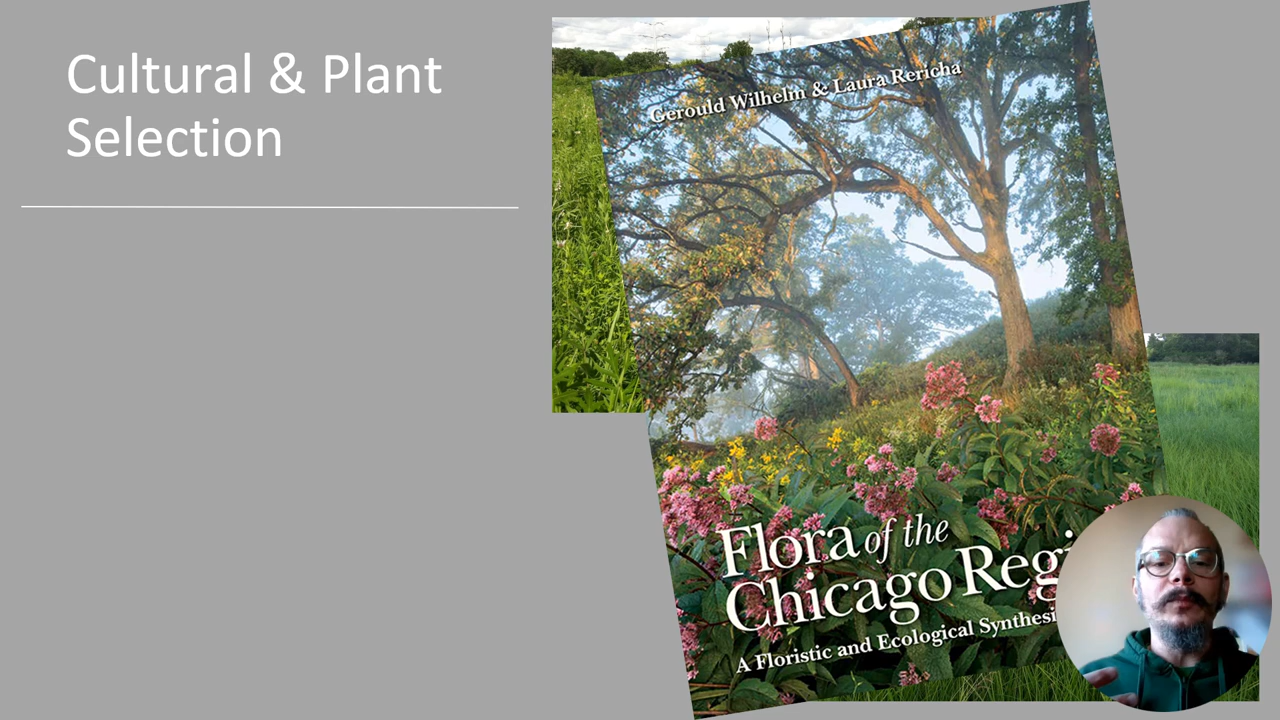 Cultural & Plant
Selection
Gerould Wilhelm & Laura Rericha
Flora of the
Chicago Regi
A Floristic and Ecological Synthesi